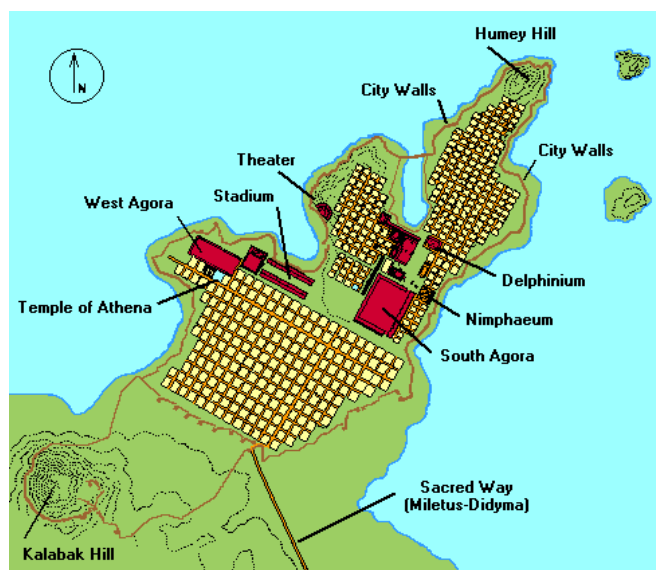 Humey Hill
N
City Walls
City Walls
Theater
Stadium
West Agora
Delphinium
Temple of Athena
Nimphaeum
South Agora
Sacred Way
(Miletus-Didyma)
Kalabak Hill